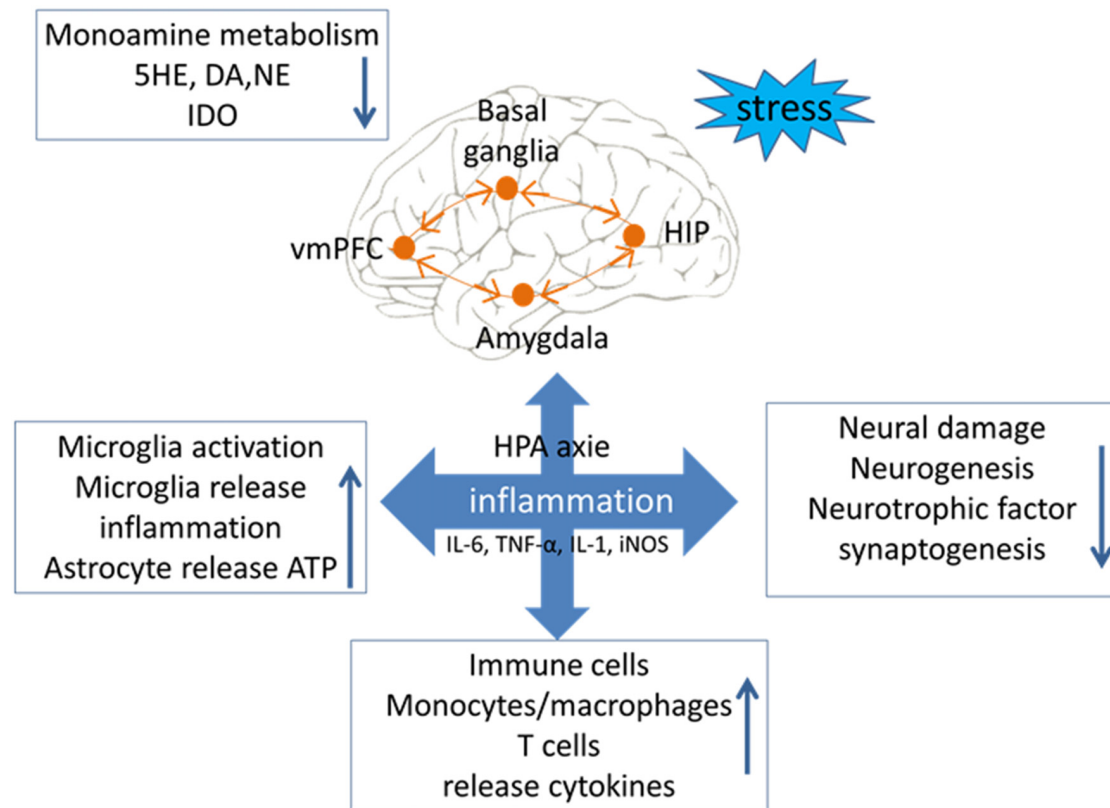 Monoamine metabolism
5HE, DA,NE
IDO
stress
Basal
ganglia
vmPFC
HIP
Amygdala
Microglia activation
Microglia release
inflammation
Astrocyte release ATP
HPA axie
inflammation
IL-6, TNF-α, IL-1, iNOS
Neural damage
Neurogenesis
Neurotrophic factor
synaptogenesis
Immune cells
Monocytes/macrophages
T cells
release cytokines